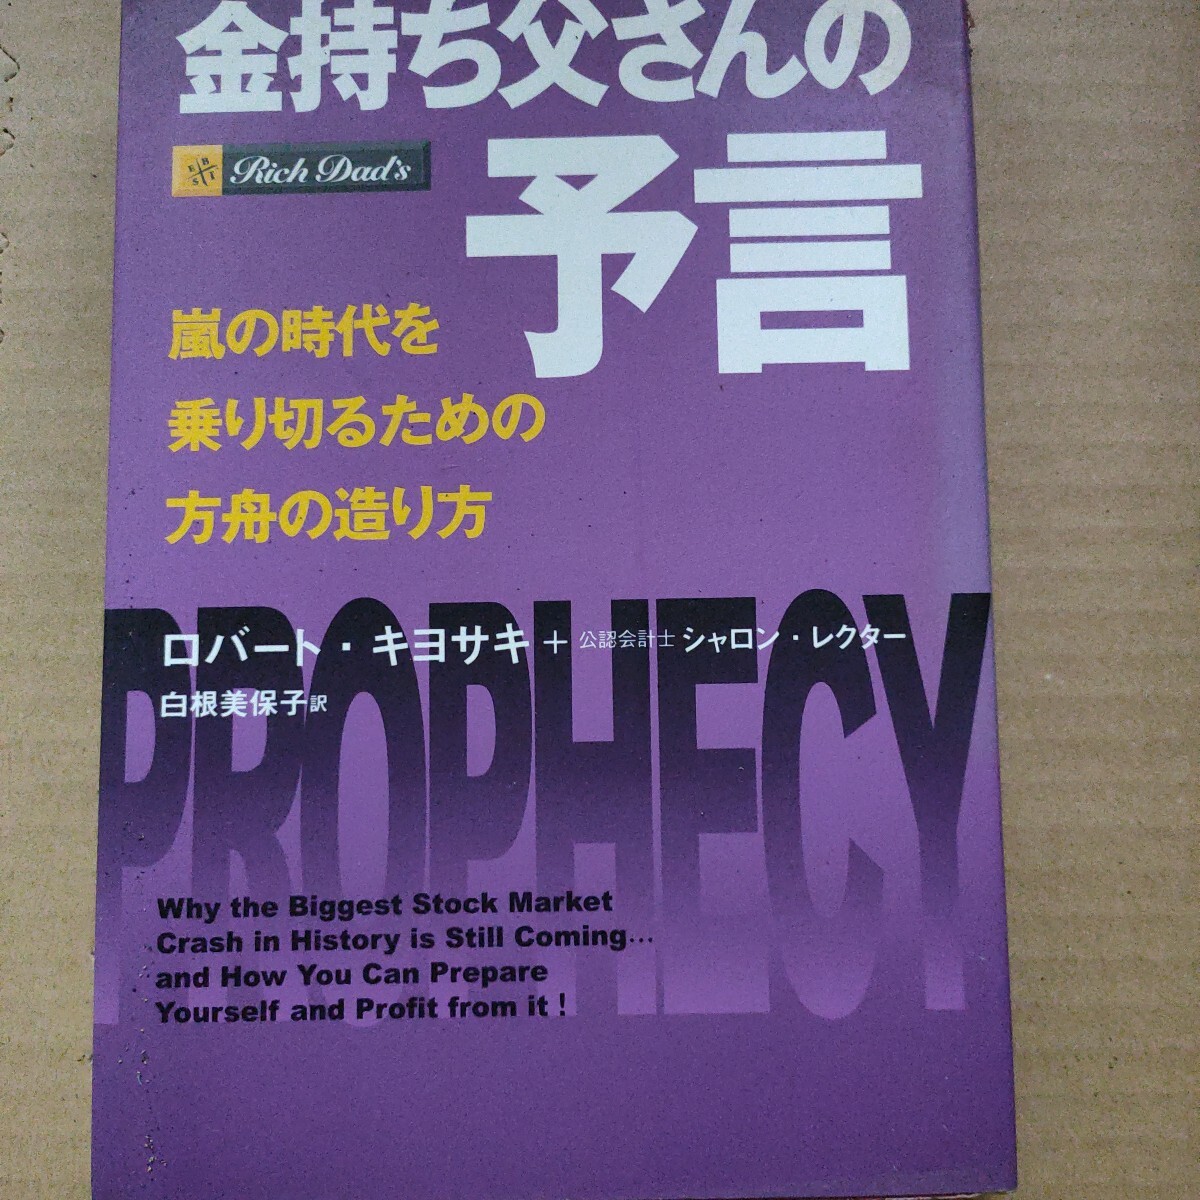 金持ち父さんの
予言
E B S I
Rich Dad's
嵐の時代を
乗り切るための
方舟の造り方
PROPHECY
ロバート・キヨサキ + 公認会計士 シャロン・レクター
白根美保子 訳
Why the Biggest Stock Market
Crash in History is Still Coming…
and How You Can Prepare
Yourself and Profit from it !